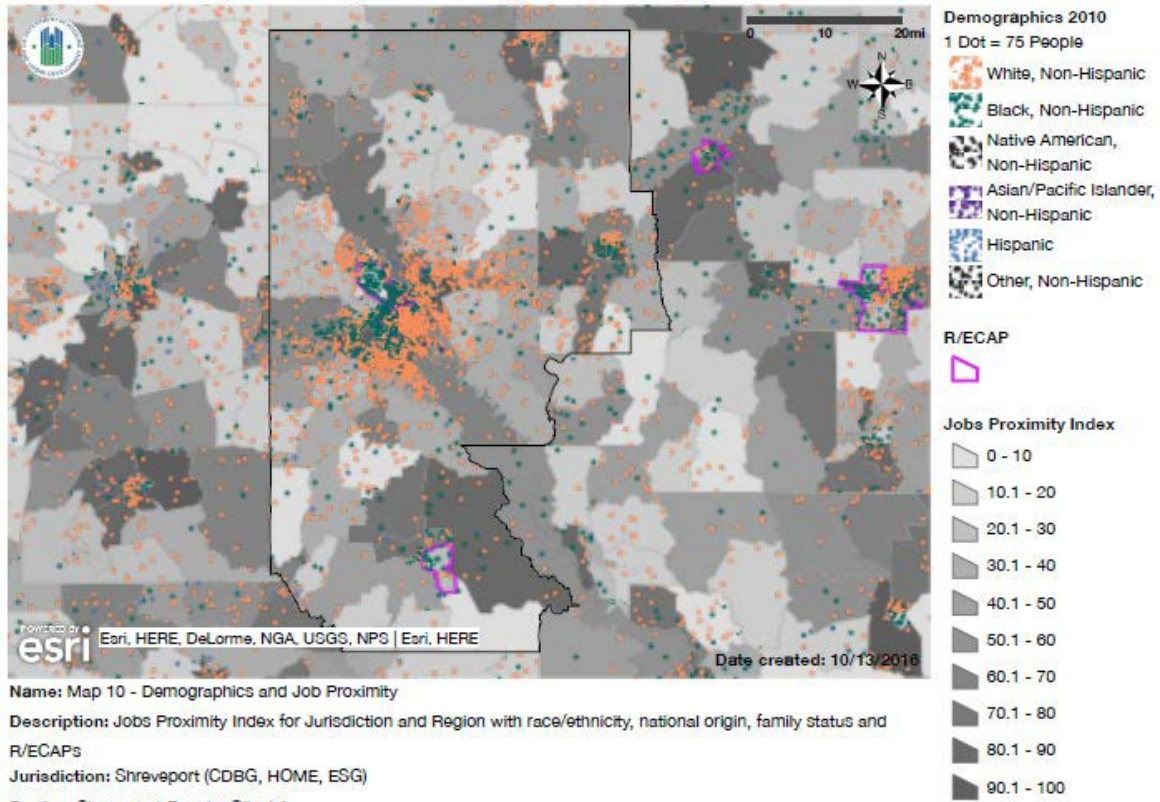 0 10 20mi
N
W E
S
Demographics 2010
1 Dot = 75 People
White, Non-Hispanic
Black, Non-Hispanic
Native American,
Non-Hispanic
Asian/Pacific Islander,
Non-Hispanic
Hispanic
Other, Non-Hispanic
R/ECAP
Jobs Proximity Index
0 - 10
10.1 - 20
20.1 - 30
30.1 - 40
40.1 - 50
50.1 - 60
60.1 - 70
70.1 - 80
80.1 - 90
90.1 - 100
POWERED BY
esri
Esri, HERE, DeLorme, NGA, USGS, NPS | Esri, HERE
Date created: 10/13/2016
Name: Map 10 - Demographics and Job Proximity
Description: Jobs Proximity Index for Jurisdiction and Region with race/ethnicity, national origin, family status and
R/ECAPs
Jurisdiction: Shreveport (CDBG, HOME, ESG)